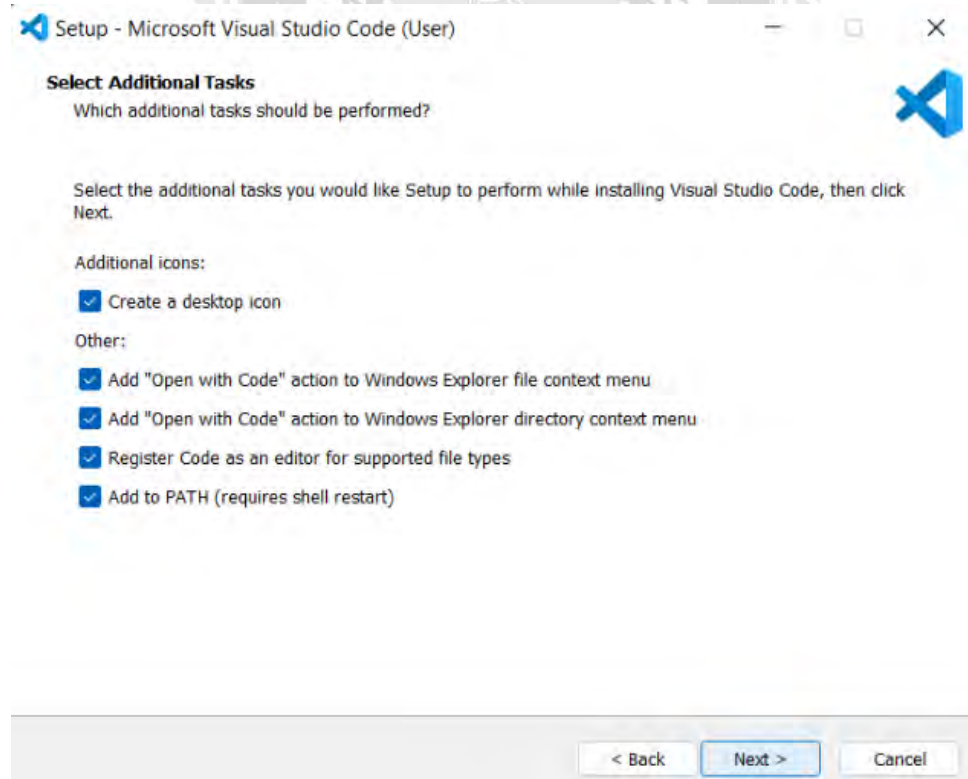 Setup - Microsoft Visual Studio Code (User)
Select Additional Tasks
Which additional tasks should be performed?
Select the additional tasks you would like Setup to perform while installing Visual Studio Code, then click
Next.
Additional icons:
Create a desktop icon
Other:
Add "Open with Code" action to Windows Explorer file context menu
Add "Open with Code" action to Windows Explorer directory context menu
Register Code as an editor for supported file types
Add to PATH (requires shell restart)
< Back
Next >
Cancel